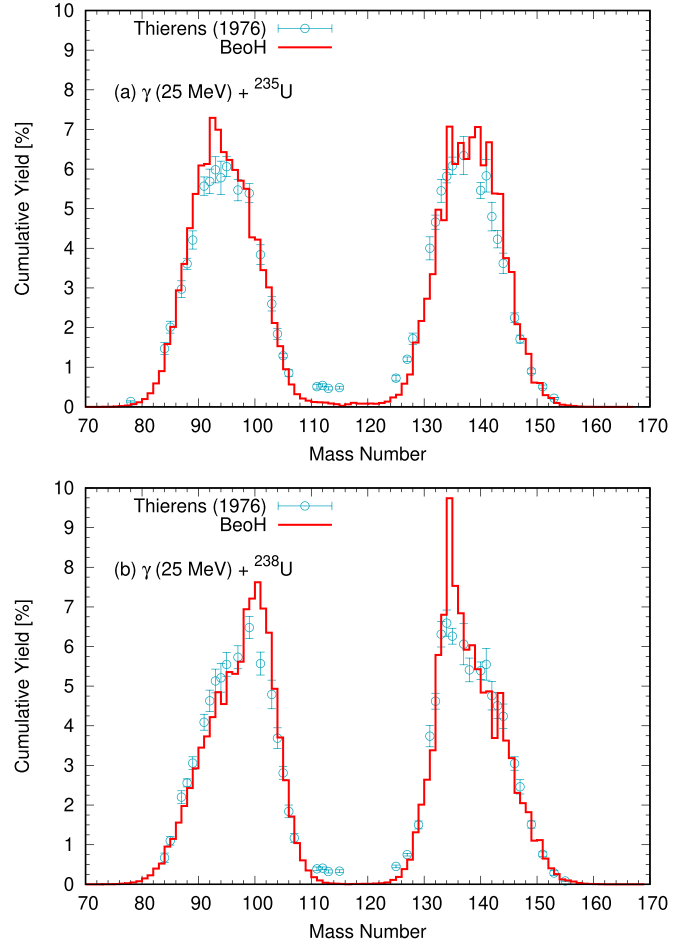 10
9
8
7
6
5
4
3
2
1
0
Cumulative Yield [%]
Thierens (1976)
BeoH
(a) γ (25 MeV) + ²³⁵U
70 80 90 100 110 120 130 140 150 160 170
Mass Number
10
9
8
7
6
5
4
3
2
1
0
Cumulative Yield [%]
Thierens (1976)
BeoH
(b) γ (25 MeV) + ²³⁸U
70 80 90 100 110 120 130 140 150 160 170
Mass Number